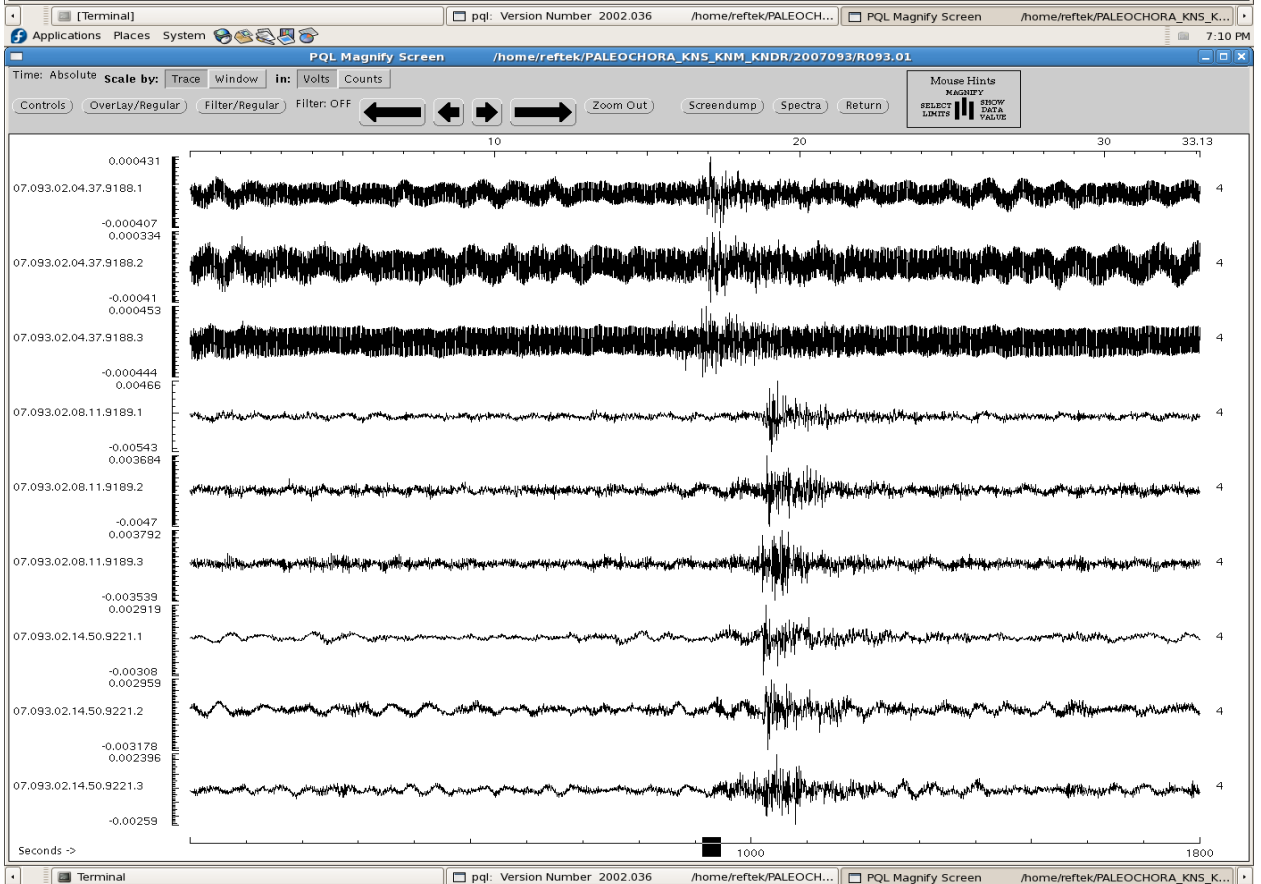 [Terminal] pql: Version Number 2002.036 /home/reftek/PALEOCH... PQL Magnify Screen /home/reftek/PALEOCHORA_KNS_K...
Applications Places System 7:10 PM
PQL Magnify Screen /home/reftek/PALEOCHORA_KNS_KNM_KNDR/2007093/R093.01
Time: Absolute Scale by: Trace Window in: Volts Counts
Controls OverLay/Regular Filter/Regular Filter: OFF Zoom Out Screendump Spectra Return
Mouse Hints
MAGNIFY
SELECT LIMITS
SHOW DATA VALUE
10 20 30 33.13
0.000431
07.093.02.04.37.9188.1 4
-0.000407
0.000334
07.093.02.04.37.9188.2 4
-0.00041
0.000453
07.093.02.04.37.9188.3 4
-0.000444
0.00466
07.093.02.08.11.9189.1 4
-0.00543
0.003684
07.093.02.08.11.9189.2 4
-0.0047
0.003792
07.093.02.08.11.9189.3 4
-0.003539
0.002919
07.093.02.14.50.9221.1 4
-0.00308
0.002959
07.093.02.14.50.9221.2 4
-0.003178
0.002396
07.093.02.14.50.9221.3 4
-0.00259
Seconds -> 1000 1800
Terminal pql: Version Number 2002.036 /home/reftek/PALEOCH... PQL Magnify Screen /home/reftek/PALEOCHORA_KNS_K...